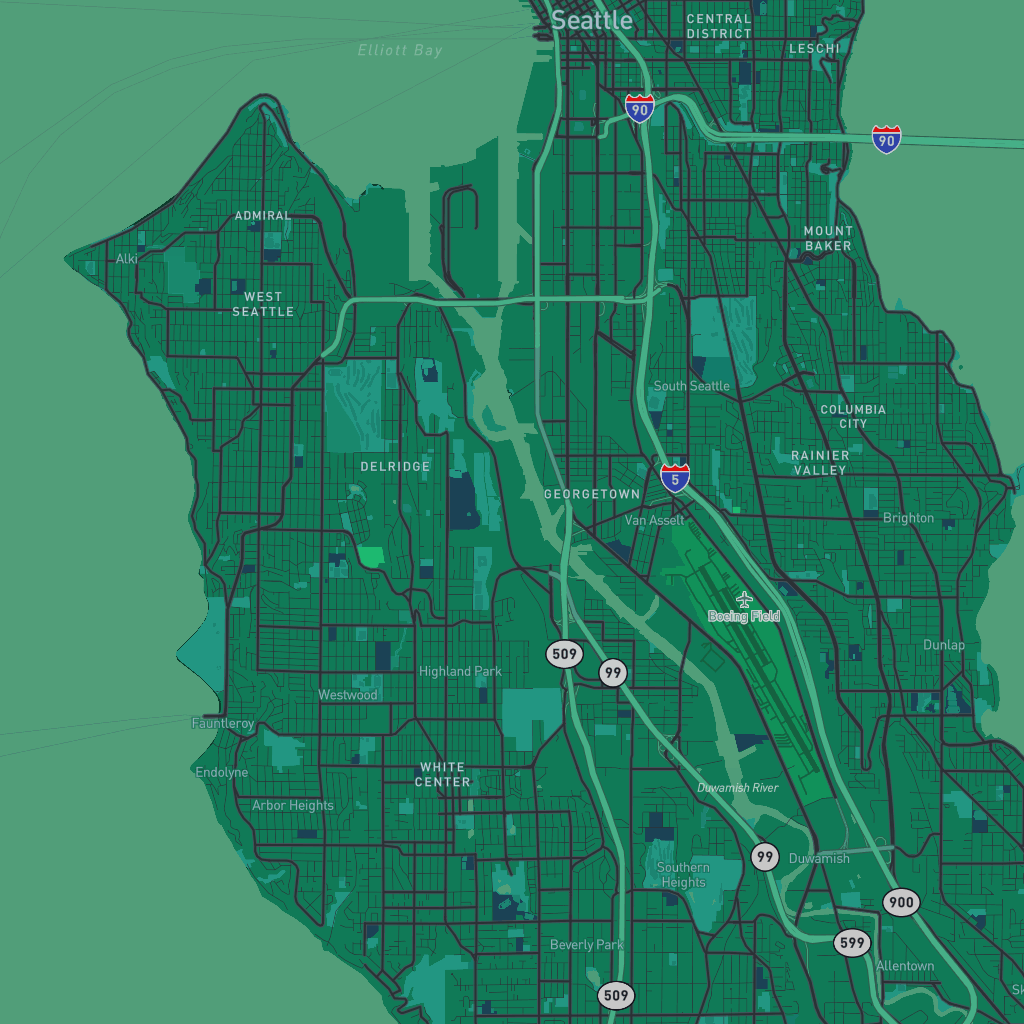 Seattle
CENTRAL
DISTRICT
LESCHI
Elliott Bay
90
90
ADMIRAL
MOUNT
BAKER
Alki
WEST
SEATTLE
South Seattle
COLUMBIA
CITY
DELRIDGE
RAINIER
VALLEY
5
GEORGETOWN
Van Asselt
Brighton
Boeing Field
Dunlap
509
99
Highland Park
Westwood
Fauntleroy
Endolyne
WHITE
CENTER
Duwamish River
Arbor Heights
99
Duwamish
Southern
Heights
900
Beverly Park
599
Allentown
Sk
509